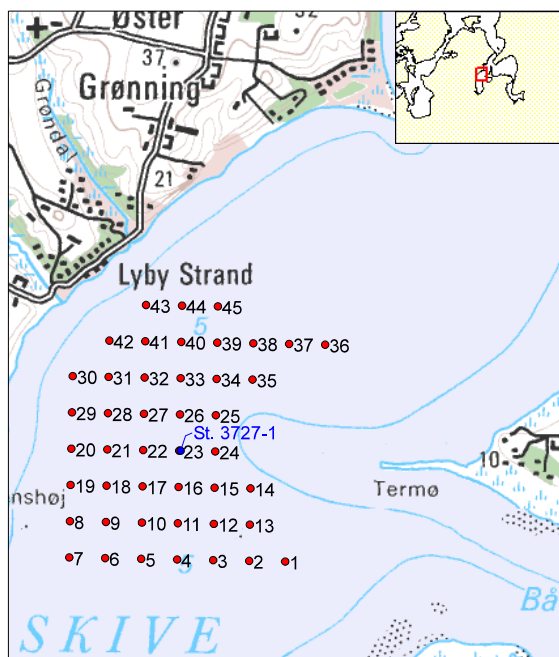 Øster
32
37
Grønning
Grøndal
21
Lyby Strand
43 44 45
5
42 41 40 39 38 37 36
30 31 32 33 34 35
29 28 27 26 25
St. 3727-1
20 21 22 23 24
10
19 18 17 16 15 14
Termø
nshøj
8 9 10 11 12 13
7 6 5 4 3 2 1
5
Bå
SKIVE